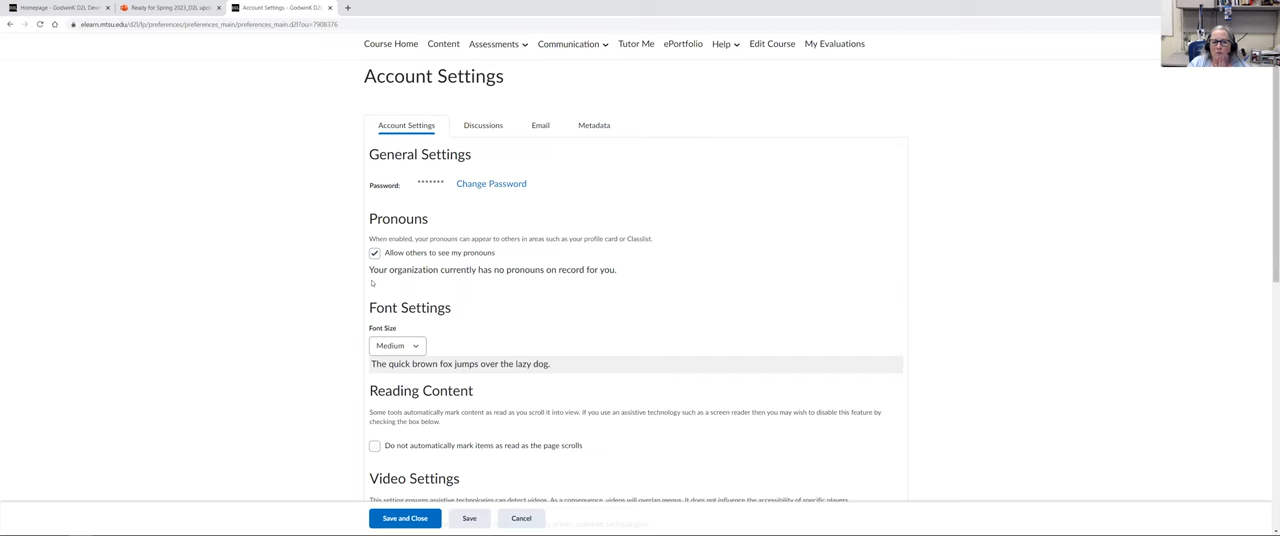 Homepage - GodwinK D2L Dev
Ready for Spring 2023_D2L upd
Account Settings - GodwinK D2L
elearn.mtsu.edu/d2l/lp/preferences/preferences_main.d2l?ou=7908376
Course Home Content Assessments Communication Tutor Me ePortfolio Help Edit Course My Evaluations
Account Settings
Account Settings Discussions Email Metadata
General Settings
Password: ******* Change Password
Pronouns
When enabled, your pronouns can appear to others in areas such as your profile card or Classlist.
Allow others to see my pronouns
Your organization currently has no pronouns on record for you.
Font Settings
Font Size
Medium
The quick brown fox jumps over the lazy dog.
Reading Content
Some tools automatically mark content as read as you scroll it into view. If you use an assistive technology such as a screen reader then you may wish to disable this feature by
checking the box below.
Do not automatically mark items as read as the page scrolls
Video Settings
This setting ensures assistive technologies can detect videos. As a consequence, videos will overlap menus. It does not influence the accessibility of specific players.
Save and Close Save Cancel